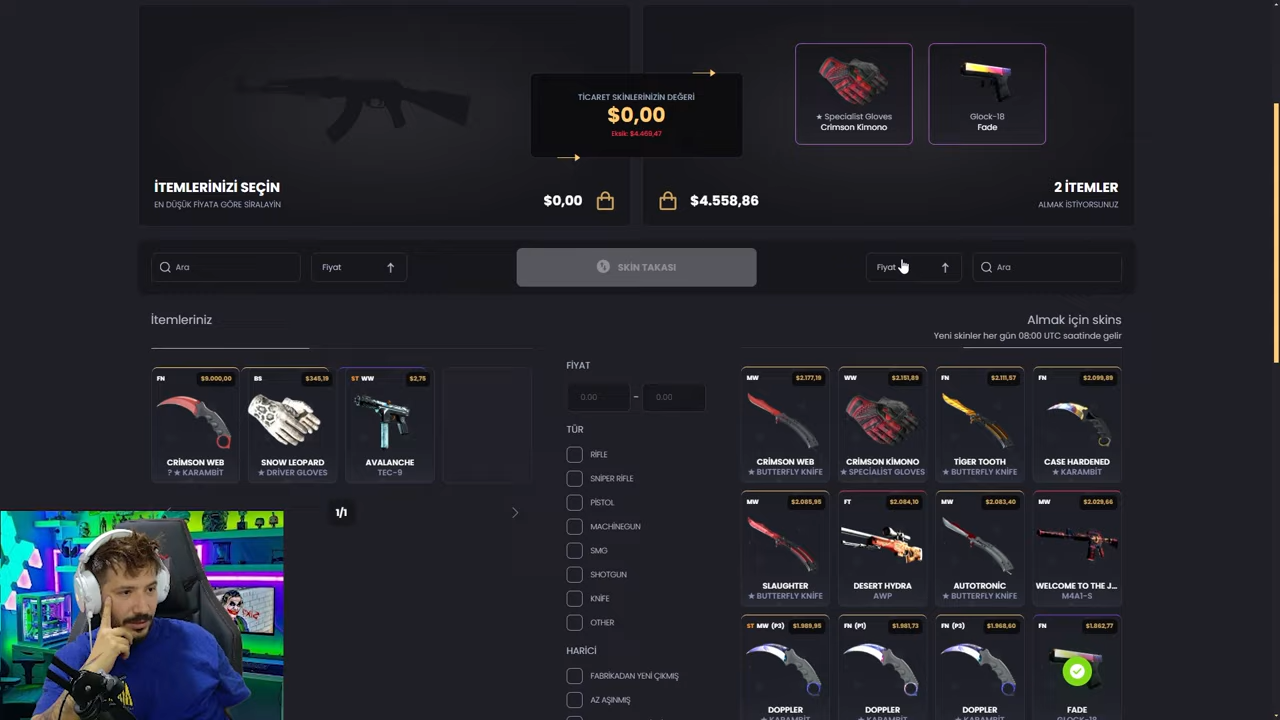 TİCARET SKİNLERİNİZİN DEĞERİ
$0,00
Eksik: $4.469,47
★ Specialist Gloves
Crimson Kimono
Glock-18
Fade
İTEMLERİNİZİ SEÇİN
EN DÜŞÜK FİYATA GÖRE SIRALAYIN
$0,00
$4.558,86
2 İTEMLER
ALMAK İSTİYORSUNUZ
Ara
Fiyat
SKİN TAKASI
Fiyat
Ara
İtemleriniz
Almak için skins
Yeni skinler her gün 08:00 UTC saatinde gelir
FN $9.000,00
CRİMSON WEB
? ★ KARAMBİT
BS $345,19
SNOW LEOPARD
★ DRİVER GLOVES
ST WW $2,75
AVALANCHE
TEC-9
1/1
FİYAT
0.00 – 0.00
TÜR
RİFLE
SNİPER RİFLE
PİSTOL
MACHİNEGUN
SMG
SHOTGUN
KNİFE
OTHER
HARİCİ
FABRİKADAN YENİ ÇIKMIŞ
AZ AŞINMIŞ
MW $2.177,19
CRİMSON WEB
★ BUTTERFLY KNİFE
WW $2.151,89
CRİMSON KİMONO
★ SPECİALİST GLOVES
FN $2.111,57
TİGER TOOTH
★ BUTTERFLY KNİFE
FN $2.099,89
CASE HARDENED
★ KARAMBİT
MW $2.085,95
SLAUGHTER
★ BUTTERFLY KNİFE
FT $2.084,10
DESERT HYDRA
AWP
MW $2.083,40
AUTOTRONİC
★ BUTTERFLY KNİFE
MW $2.029,66
WELCOME TO THE J...
M4A1-S
ST MW (P3) $1.989,95
DOPPLER
★ KARAMBİT
FN (P1) $1.981,73
DOPPLER
★ KARAMBİT
FN (P3) $1.968,60
DOPPLER
★ KARAMBİT
FN $1.862,77
FADE
GLOCK-18